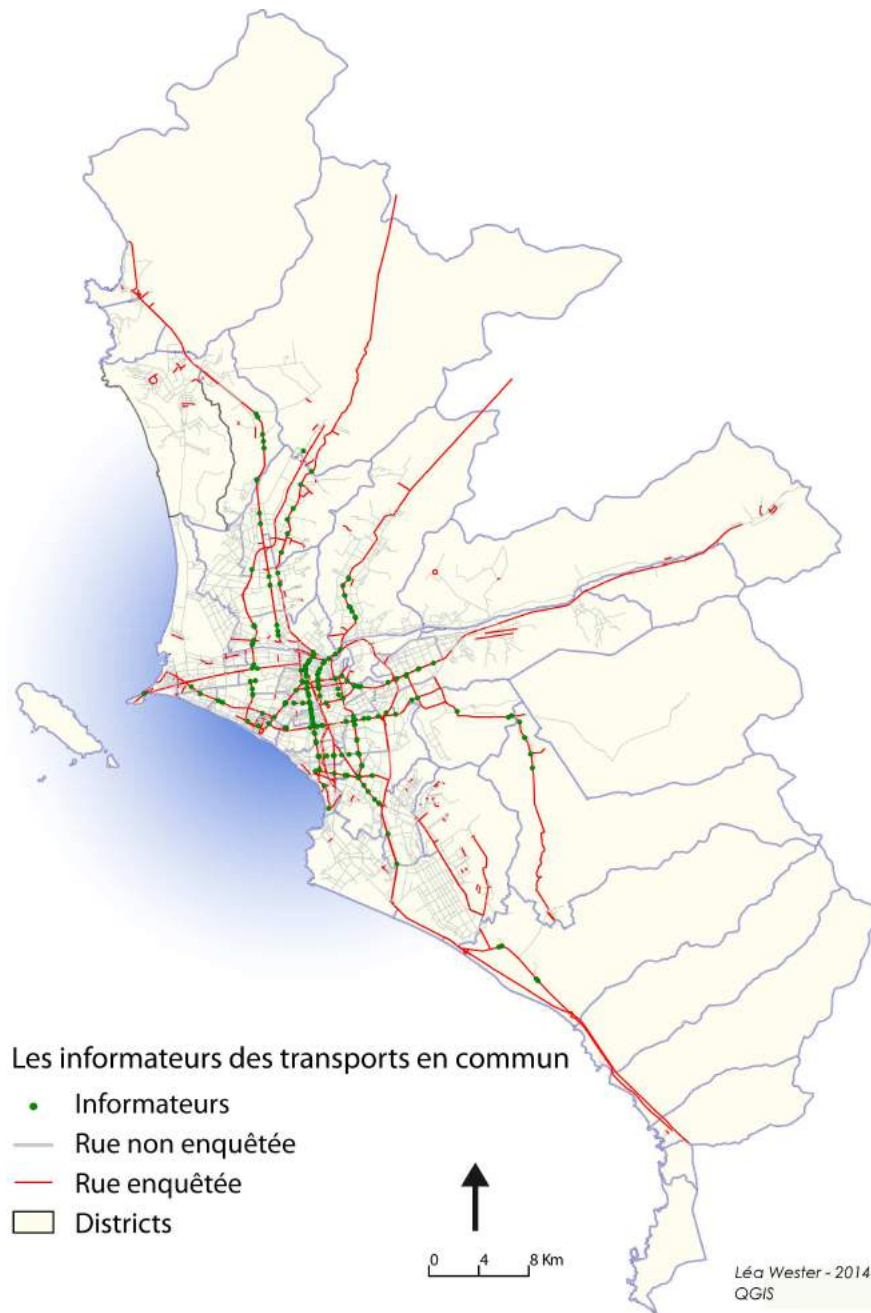 Les informateurs des transports en commun
Informateurs
Rue non enquêtée
Rue enquêtée
Districts
0 4 8 Km
Léa Wester - 2014
QGIS